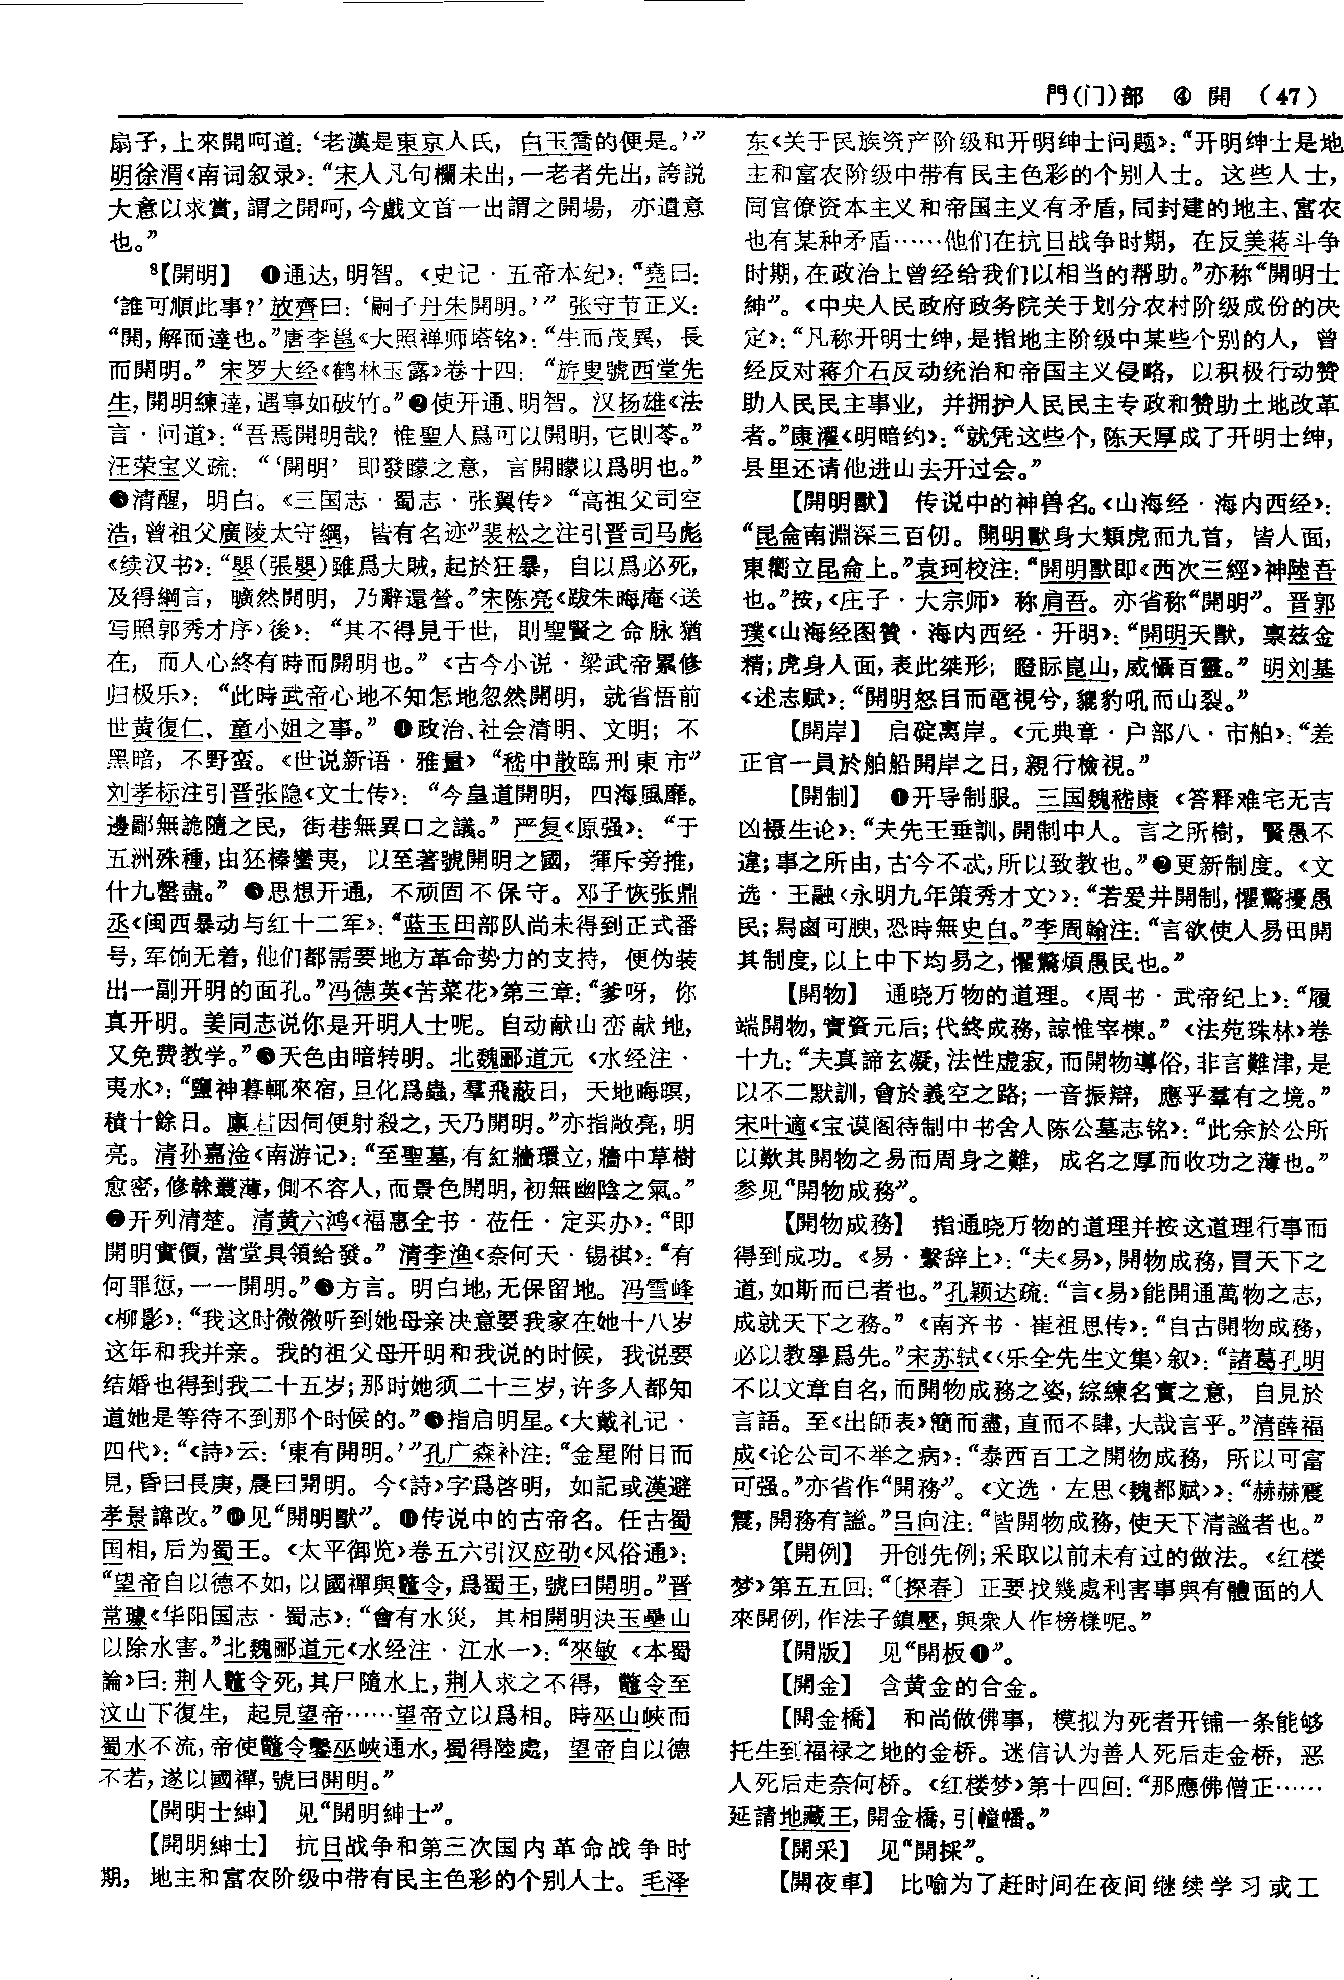 門(门)部 ④ 開 (47)
扇子,上來開呵道:‘老漢是東京人氏,白玉喬的便是。’”
明徐渭《南词叙录》:“宋人凡句欄未出,一老者先出,誇説
大意以求賞,謂之開呵,今戲文首一出謂之開場,亦遺意
也。”
8【開明】 ❶通达,明智。《史记·五帝本纪》:“堯曰:
‘誰可順此事?’放齊曰:‘嗣子丹朱開明。’”张守节正义:
“開,解而達也。”唐李邕《大照禅师塔铭》:“生而茂異,長
而開明。”宋罗大经《鹤林玉露》卷十四:“旂叟號西堂先
生,開明練達,遇事如破竹。”❷使开通、明智。汉扬雄《法
言·问道》:“吾焉開明哉?惟聖人爲可以開明,它則苓。”
汪荣宝义疏:“‘開明’即發矇之意,言開矇以爲明也。”
❸清醒,明白。《三国志·蜀志·张翼传》“高祖父司空
浩,曾祖父廣陵太守綱,皆有名迹”裴松之注引晋司马彪
《续汉书》:“嬰(張嬰)雖爲大賊,起於狂暴,自以爲必死,
及得綱言,曠然開明,乃辭還營。”宋陈亮《跋朱晦庵〈送
写照郭秀才序〉後》:“其不得見于世,則聖賢之命脉猶
在,而人心終有時而開明也。”《古今小说·梁武帝累修
归极乐》:“此時武帝心地不知怎地忽然開明,就省悟前
世黄復仁、童小姐之事。”❹政治、社会清明、文明;不
黑暗,不野蛮。《世说新语·雅量》“嵇中散臨刑東市”
刘孝标注引晋张隐《文士传》:“今皇道開明,四海風靡。
邊鄙無詭隨之民,街巷無異口之議。”严复《原强》:“于
五洲殊種,由狉榛蠻夷,以至著號開明之國,揮斥旁推,
什九罄盡。”❺思想开通,不顽固不保守。邓子恢张鼎
丞《闽西暴动与红十二军》:“蓝玉田部队尚未得到正式番
号,军饷无着,他们都需要地方革命势力的支持,便伪装
出一副开明的面孔。”冯德英《苦菜花》第三章:“爹呀,你
真开明。姜同志说你是开明人士呢。自动献山峦献地,
又免费教学。”❻天色由暗转明。北魏郦道元《水经注·
夷水》:“鹽神暮輒來宿,旦化爲蟲,羣飛蔽日,天地晦暝,
積十餘日。廩君因伺便射殺之,天乃開明。”亦指敞亮,明
亮。清孙嘉淦《南游记》:“至聖墓,有紅牆環立,牆中草樹
愈密,修榦叢薄,側不容人,而景色開明,初無幽陰之氣。”
❼开列清楚。清黄六鸿《福惠全书·莅任·定买办》:“即
開明實價,當堂具領給發。”清李渔《奈何天·锡祺》:“有
何罪愆,一一開明。”❽方言。明白地,无保留地。冯雪峰
《柳影》:“我这时微微听到她母亲决意要我家在她十八岁
这年和我并亲。我的祖父母开明和我说的时候,我说要
结婚也得到我二十五岁;那时她须二十三岁,许多人都知
道她是等待不到那个时候的。”❾指启明星。《大戴礼记·
四代》:“《詩》云:‘東有開明。’”孔广森补注:“金星附日而
見,昏曰長庚,晨曰開明。今《詩》字爲啓明,如記或漢避
孝景諱改。”❿见“開明獸”。⓫传说中的古帝名。任古蜀
国相,后为蜀王。《太平御览》卷五六引汉应劭《风俗通》:
“望帝自以德不如,以國禪與鼈令,爲蜀王,號曰開明。”晋
常璩《华阳国志·蜀志》:“會有水災,其相開明決玉壘山
以除水害。”北魏郦道元《水经注·江水一》:“來敏《本蜀
論》曰:荆人鼈令死,其尸隨水上,荆人求之不得,鼈令至
汶山下復生,起見望帝……望帝立以爲相。時巫山峽而
蜀水不流,帝使鼈令鑿巫峽通水,蜀得陸處,望帝自以德
不若,遂以國禪,號曰開明。”
【開明士紳】 见“開明紳士”。
【開明紳士】 抗日战争和第三次国内革命战争时
期,地主和富农阶级中带有民主色彩的个别人士。毛泽
东《关于民族资产阶级和开明绅士问题》:“开明绅士是地
主和富农阶级中带有民主色彩的个别人士。这些人士,
同官僚资本主义和帝国主义有矛盾,同封建的地主、富农
也有某种矛盾……他们在抗日战争时期,在反美蒋斗争
时期,在政治上曾经给我们以相当的帮助。”亦称“開明士
紳”。《中央人民政府政务院关于划分农村阶级成份的决
定》:“凡称开明士绅,是指地主阶级中某些个别的人,曾
经反对蒋介石反动统治和帝国主义侵略,以积极行动赞
助人民民主事业,并拥护人民民主专政和赞助土地改革
者。”康濯《明暗约》:“就凭这些个,陈天厚成了开明士绅,
县里还请他进山去开过会。”
【開明獸】 传说中的神兽名。《山海经·海内西经》:
“昆侖南淵深三百仞。開明獸身大類虎而九首,皆人面,
東嚮立昆侖上。”袁珂校注:“開明獸即《西次三經》神陸吾
也。”按,《庄子·大宗师》称肩吾。亦省称“開明”。晋郭
璞《山海经图赞·海内西经·开明》:“開明天獸,稟兹金
精;虎身人面,表此桀形;瞪眎崑山,威懾百靈。”明刘基
《述志赋》:“開明怒目而電視兮,貔豹吼而山裂。”
【開岸】 启碇离岸。《元典章·户部八·市舶》:“差
正官一員於舶船開岸之日,親行檢視。”
【開制】 ❶开导制服。三国魏嵇康《答释难宅无吉
凶摄生论》:“夫先王垂訓,開制中人。言之所樹,賢愚不
違;事之所由,古今不忒,所以致教也。”❷更新制度。《文
选·王融〈永明九年策秀才文〉》:“若爰井開制,懼驚擾愚
民;舄鹵可腴,恐時無史白。”李周翰注:“言欲使人易田開
其制度,以上中下均易之,懼驚煩愚民也。”
【開物】 通晓万物的道理。《周书·武帝纪上》:“履
端開物,實資元后;代終成務,諒惟宰棟。”《法苑珠林》卷
十九:“夫真諦玄凝,法性虚寂,而開物導俗,非言難津,是
以不二默訓,會於義空之路;一音振辯,應乎羣有之境。”
宋叶適《宝谟阁待制中书舍人陈公墓志铭》:“此余於公所
以歎其開物之易而周身之難,成名之厚而收功之薄也。”
参见“開物成務”。
【開物成務】 指通晓万物的道理并按这道理行事而
得到成功。《易·繫辞上》:“夫《易》,開物成務,冒天下之
道,如斯而已者也。”孔颖达疏:“言《易》能開通萬物之志,
成就天下之務。”《南齐书·崔祖思传》:“自古開物成務,
必以教學爲先。”宋苏轼《〈乐全先生文集〉叙》:“諸葛孔明
不以文章自名,而開物成務之姿,綜練名實之意,自見於
言語。至《出師表》簡而盡,直而不肆,大哉言乎。”清薛福
成《论公司不举之病》:“泰西百工之開物成務,所以可富
可强。”亦省作“開務”。《文选·左思〈魏都赋〉》:“赫赫震
震,開務有謐。”吕向注:“皆開物成務,使天下清謐者也。”
【開例】 开创先例;采取以前未有过的做法。《红楼
梦》第五五回:“〔探春〕正要找幾處利害事與有體面的人
來開例,作法子鎮壓,與衆人作榜樣呢。”
【開版】 见“開板❶”。
【開金】 含黄金的合金。
【開金橋】 和尚做佛事,模拟为死者开铺一条能够
托生到福禄之地的金桥。迷信认为善人死后走金桥,恶
人死后走奈何桥。《红楼梦》第十四回:“那應佛僧正……
延請地藏王,開金橋,引幢幡。”
【開采】 见“開採”。
【開夜車】 比喻为了赶时间在夜间继续学习或工